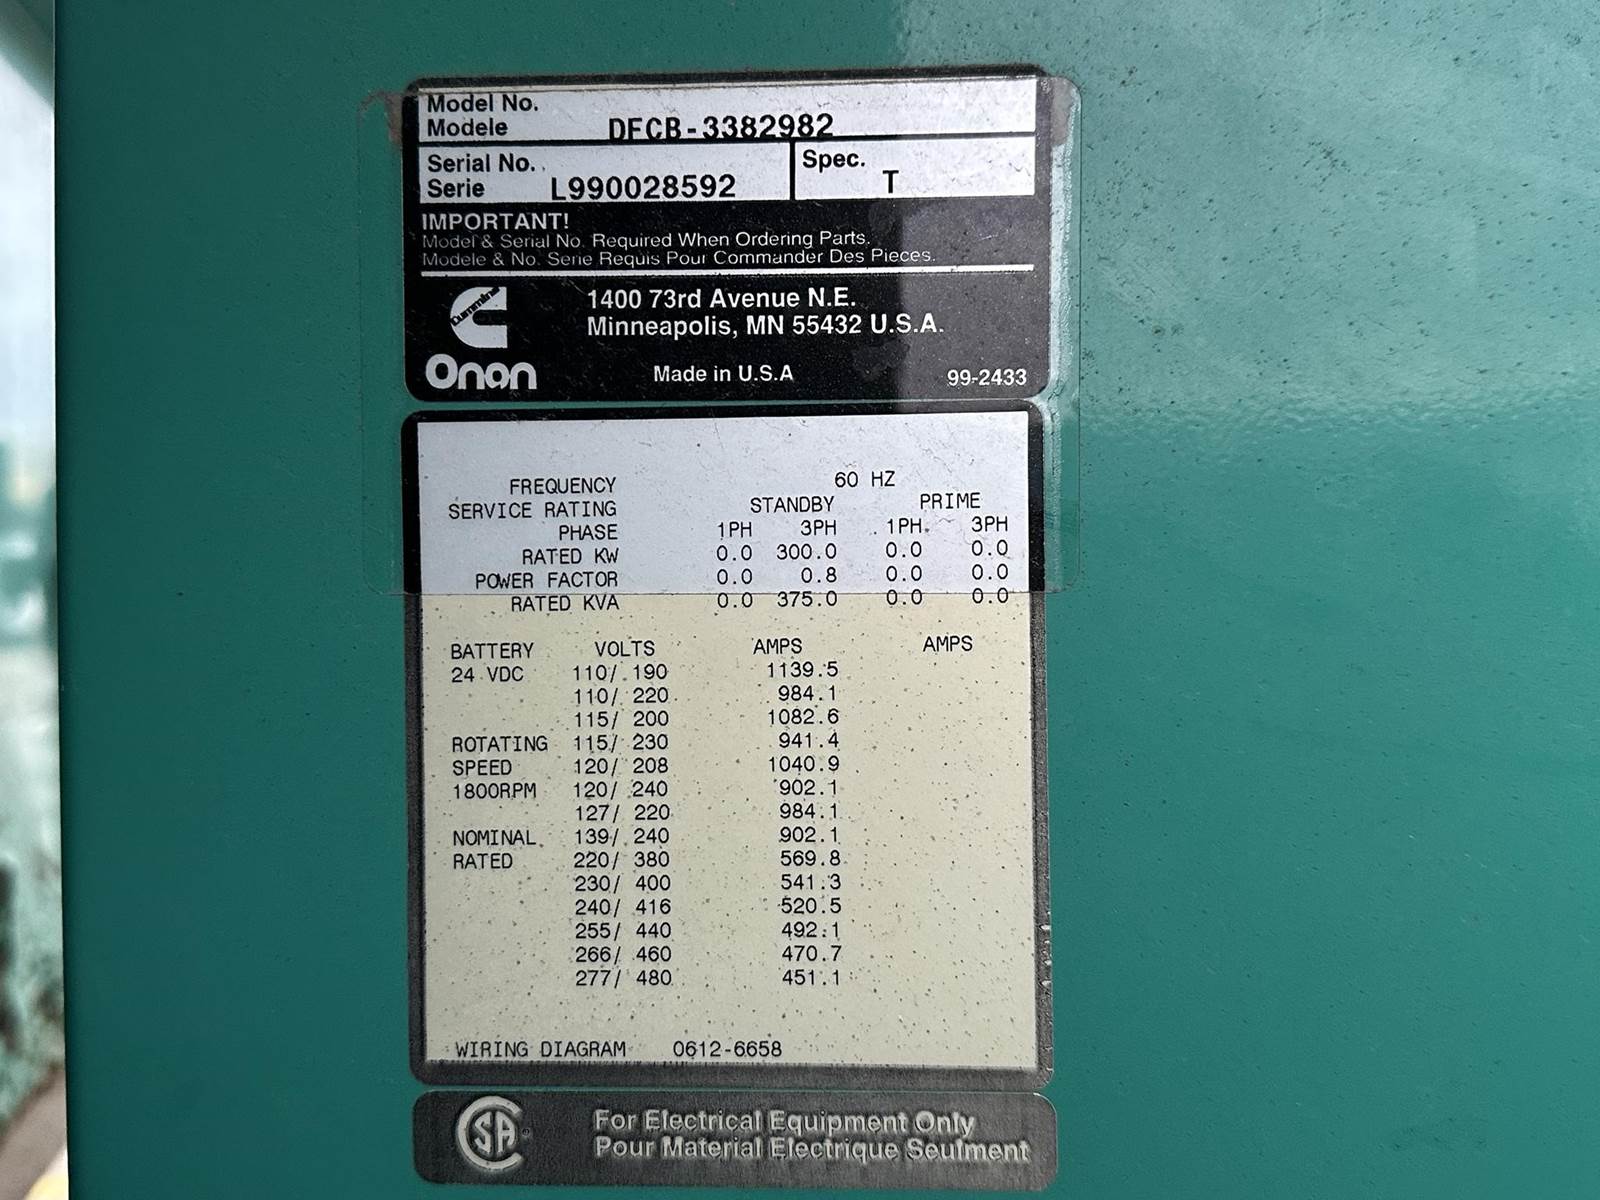 Model No.
Modele DFCB-3382982
Serial No. Spec.
Serie L990028592 T
IMPORTANT!
Model & Serial No. Required When Ordering Parts.
Modele & No. Serie Requis Pour Commander Des Pieces.
Cummins
Onan
1400 73rd Avenue N.E.
Minneapolis, MN 55432 U.S.A.
Made in U.S.A 99-2433
FREQUENCY 60 HZ
SERVICE RATING STANDBY PRIME
PHASE 1PH 3PH 1PH 3PH
RATED KW 0.0 300.0 0.0 0.0
POWER FACTOR 0.0 0.8 0.0 0.0
RATED KVA 0.0 375.0 0.0 0.0
BATTERY VOLTS AMPS AMPS
24 VDC 110/ 190 1139.5
110/ 220 984.1
115/ 200 1082.6
ROTATING 115/ 230 941.4
SPEED 120/ 208 1040.9
1800RPM 120/ 240 902.1
127/ 220 984.1
NOMINAL 139/ 240 902.1
RATED 220/ 380 569.8
230/ 400 541.3
240/ 416 520.5
255/ 440 492.1
266/ 460 470.7
277/ 480 451.1
WIRING DIAGRAM 0612-6658
CSA
For Electrical Equipment Only
Pour Material Electrique Seulment